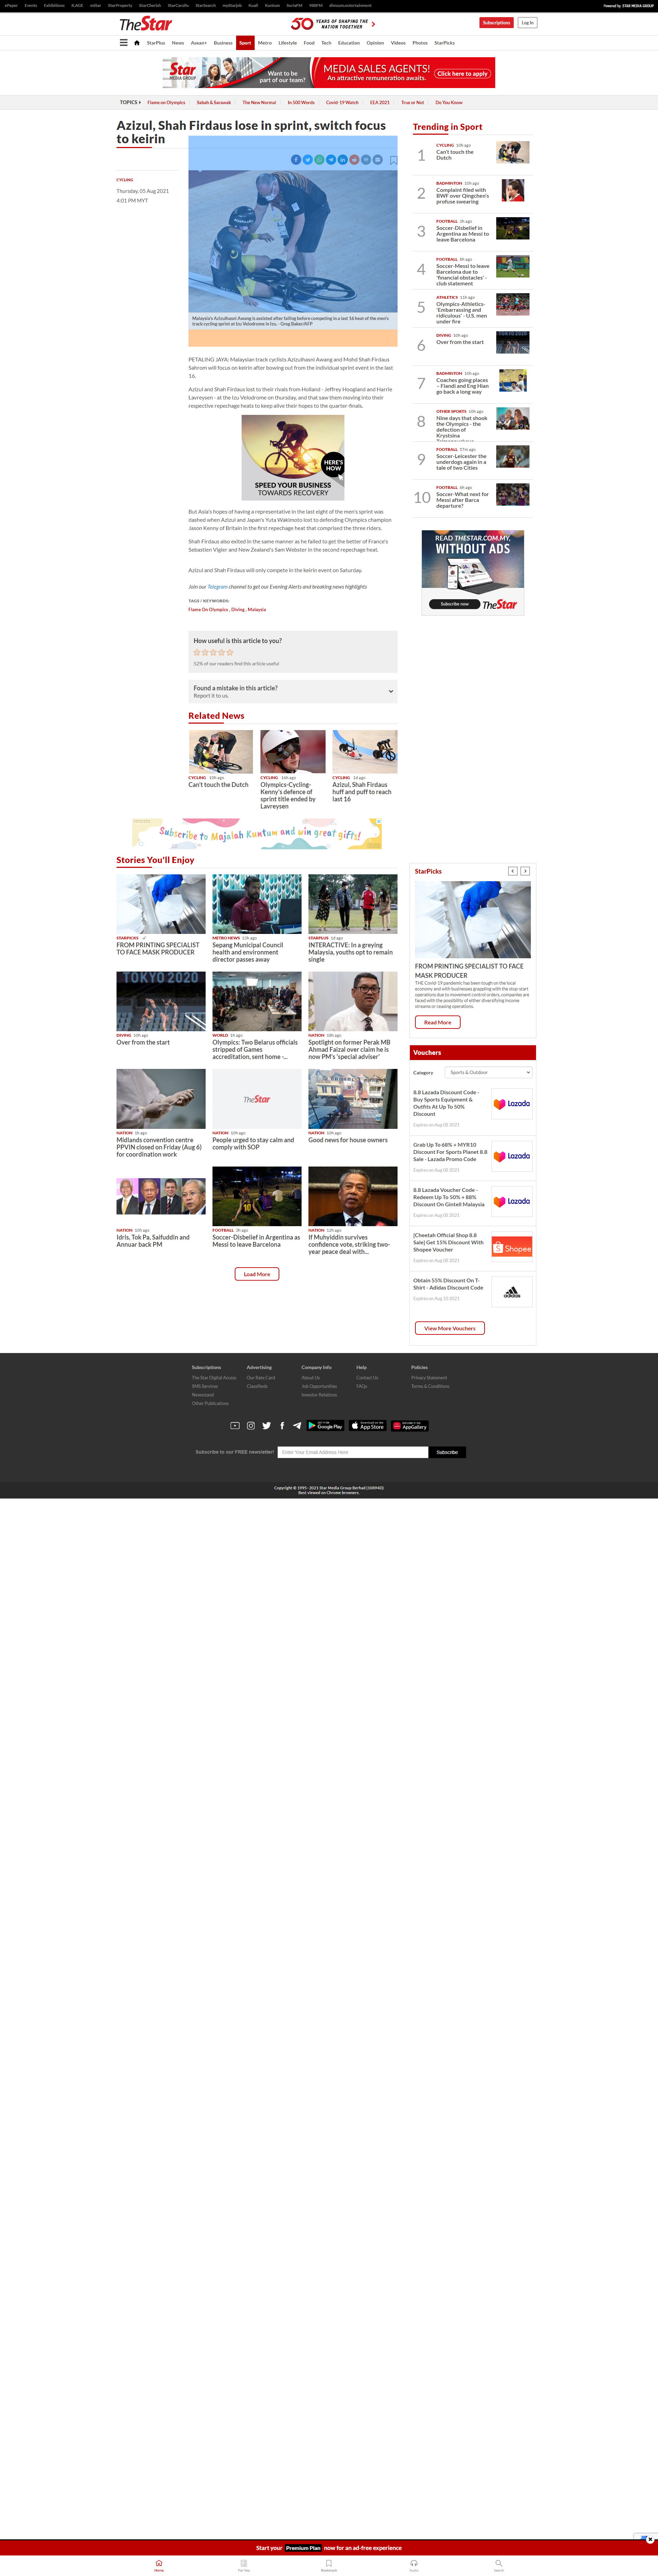 ePaper Events Exhibitions ILAGE mStar StarProperty StarCherish StarCarsifu StarSearch myStarjob Kuali Kuntum SuriaFM 988FM dimsum.entertainment
Powered by STAR MEDIA GROUP
TheStar
50 YEARS OF SHAPING THE
NATION TOGETHER
Subscriptions Log In
StarPlus News Asean+ Business Sport Metro Lifestyle Food Tech Education Opinion Videos Photos StarPicks
Star
MEDIA GROUP
Want to be
part of our team?
MEDIA SALES AGENTS!
Awaits an attractive remuneration awaits
Click here to apply
TOPICS Flame on Olympics Sabah & Sarawak The New Normal In 500 Words Covid-19 Watch EEA 2021 True or Not Do You Know
Azizul, Shah Firdaus lose in sprint, switch focus
to keirin
CYCLING
Thursday, 05 Aug 2021
4:01 PM MYT
Malaysia's Azizulhasni Awang is assisted after falling before competing in a last 16 heat of the men's
track cycling sprint at Izu Velodrome in Izu. - Greg Baker/AFP
PETALING JAYA: Malaysian track cyclists Azizulhasni Awang and Mohd Shah Firdaus
Sahrom will focus on keirin after bowing out from the individual sprint event in the last
16.
Azizul and Shah Firdaus lost to their rivals from Holland - Jeffrey Hoogland and Harrie
Lavreysen - at the Izu Velodrome on thursday, and that saw them moving into their
respective repechage heats to keep alive their hopes to the quarter-finals.
HERE'S
HOW
SPEED YOUR BUSINESS
TOWARDS RECOVERY
But Asia's hopes of having a representative in the last eight of the men's sprint was
dashed when Azizul and Japan's Yuta Wakimoto lost to defending Olympics champion
Jason Kenny of Britain in the first repechage heat that comprised the three riders.
Shah Firdaus also exited in the same manner as he failed to get the better of France's
Sebastien Vigier and New Zealand's Sam Webster in the second repechage heat.
Azizul and Shah Firdaus will only compete in the keirin event on Saturday.
Join our Telegram channel to get our Evening Alerts and breaking news highlights
TAGS / KEYWORDS:
Flame On Olympics , Diving , Malaysia
How useful is this article to you?
52% of our readers find this article useful
Found a mistake in this article?
Report it to us.
Related News
CYCLING 10h ago
Can't touch the Dutch
CYCLING 14h ago
Olympics-Cycling-
Kenny's defence of
sprint title ended by
Lavreysen
CYCLING 1d ago
Azizul, Shah Firdaus
huff and puff to reach
last 16
Subscribe to Majalah Kuntum and win great gifts!
Trending in Sport
1
CYCLING 10h ago
Can't touch the
Dutch
2
BADMINTON 10h ago
Complaint filed with
BWF over Qingchen's
profuse swearing
3
FOOTBALL 3h ago
Soccer-Disbelief in
Argentina as Messi to
leave Barcelona
4
FOOTBALL 8h ago
Soccer-Messi to leave
Barcelona due to
'financial obstacles' -
club statement
5
ATHLETICS 11h ago
Olympics-Athletics-
'Embarrassing and
ridiculous' - U.S. men
under fire
6
DIVING 10h ago
Over from the start
7
BADMINTON 10h ago
Coaches going places
– Flandi and Eng Hian
go back a long way
8
OTHER SPORTS 10h ago
Nine days that shook
the Olympics - the
defection of
Krystsina
9
FOOTBALL 17m ago
Soccer-Leicester the
underdogs again in a
tale of two Cities
10
FOOTBALL 6h ago
Soccer-What next for
Messi after Barca
departure?
READ THESTAR.COM.MY,
WITHOUT ADS
Subscribe now TheStar
Stories You'll Enjoy
STARPICKS
FROM PRINTING SPECIALIST
TO FACE MASK PRODUCER
METRO NEWS 12h ago
Sepang Municipal Council
health and environment
director passes away
STARPLUS 1d ago
INTERACTIVE: In a greying
Malaysia, youths opt to remain
single
TOKYO 2020
DIVING 10h ago
Over from the start
WORLD 1h ago
Olympics: Two Belarus officials
stripped of Games
accreditation, sent home -...
NATION 18h ago
Spotlight on former Perak MB
Ahmad Faizal over claim he is
now PM's 'special adviser'
NATION 1h ago
Midlands convention centre
PPVIN closed on Friday (Aug 6)
for coordination work
TheStar
NATION 10h ago
People urged to stay calm and
comply with SOP
NATION 10h ago
Good news for house owners
NATION 10h ago
Idris, Tok Pa, Saifuddin and
Annuar back PM
FOOTBALL 3h ago
Soccer-Disbelief in Argentina as
Messi to leave Barcelona
NATION 12h ago
If Muhyiddin survives
confidence vote, striking two-
year peace deal with...
Load More
StarPicks
FROM PRINTING SPECIALIST TO FACE
MASK PRODUCER
THE Covid-19 pandemic has been tough on the local
economy and with businesses grappling with the stop-start
operations due to movement control orders, companies are
faced with the possibility of either diversifying income
streams or ceasing operations.
Read More
Vouchers
Category Sports & Outdoor
8.8 Lazada Discount Code -
Buy Sports Equipment &
Outfits At Up To 50%
Discount
Expires on Aug 08 2021
Lazada
Grab Up To 68% + MYR10
Discount For Sports Planet 8.8
Sale - Lazada Promo Code
Expires on Aug 08 2021
Lazada
8.8 Lazada Voucher Code -
Redeem Up To 50% + 88%
Discount On Gintell Malaysia
Expires on Aug 08 2021
Lazada
[Cheetah Official Shop 8.8
Sale] Get 15% Discount With
Shopee Voucher
Expires on Aug 08 2021
Shopee
Obtain 55% Discount On T-
Shirt - Adidas Discount Code
Expires on Aug 10 2021
adidas
View More Vouchers
Subscriptions Advertising Company Info Help Policies
The Star Digital Access Our Rate Card About Us Contact Us Privacy Statement
BMS Services Classifieds Job Opportunities FAQs Terms & Conditions
Newsstand Investor Relations
Other Publications
GET IT ON
Google Play
Download on the
App Store
EXPLORE IT ON
AppGallery
Subscribe to our FREE newsletter! Enter Your Email Address Here Subscribe
Copyright © 1995- 2021 Star Media Group Berhad (10894D)
Best viewed on Chrome browsers.
Start your Premium Plan now for an ad-free experience
Home For You Bookmark Audio Search